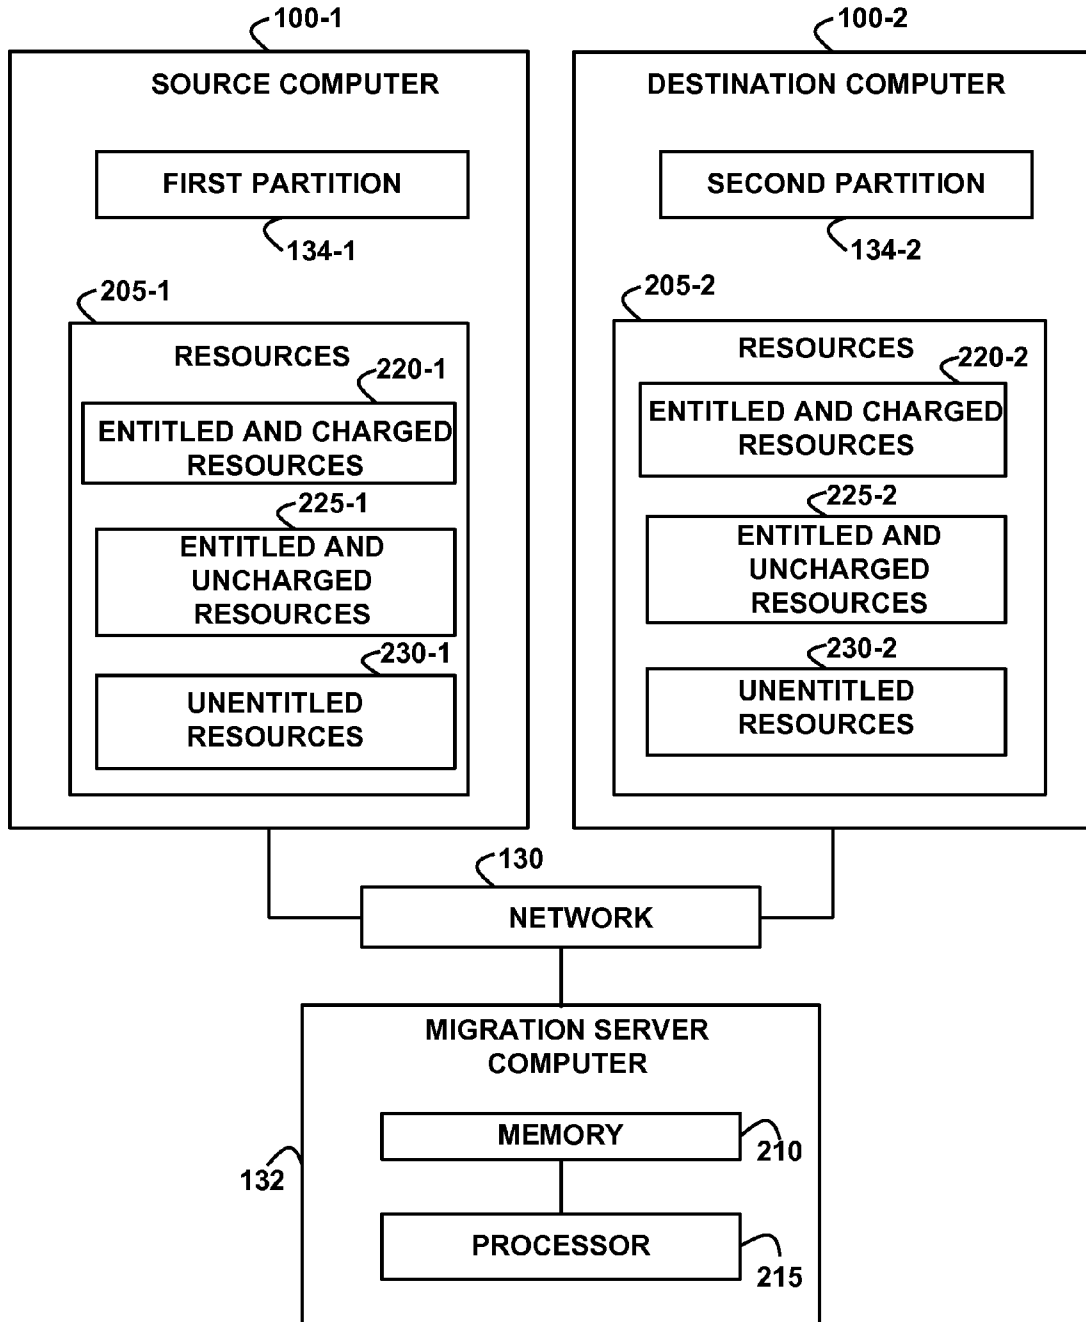 100-1
SOURCE COMPUTER
FIRST PARTITION
134-1
205-1
RESOURCES
220-1
ENTITLED AND CHARGED
RESOURCES
225-1
ENTITLED AND
UNCHARGED
RESOURCES
230-1
UNENTITLED
RESOURCES
100-2
DESTINATION COMPUTER
SECOND PARTITION
134-2
205-2
RESOURCES
220-2
ENTITLED AND CHARGED
RESOURCES
225-2
ENTITLED AND
UNCHARGED
RESOURCES
230-2
UNENTITLED
RESOURCES
130
NETWORK
MIGRATION SERVER
COMPUTER
132
MEMORY
210
PROCESSOR
215